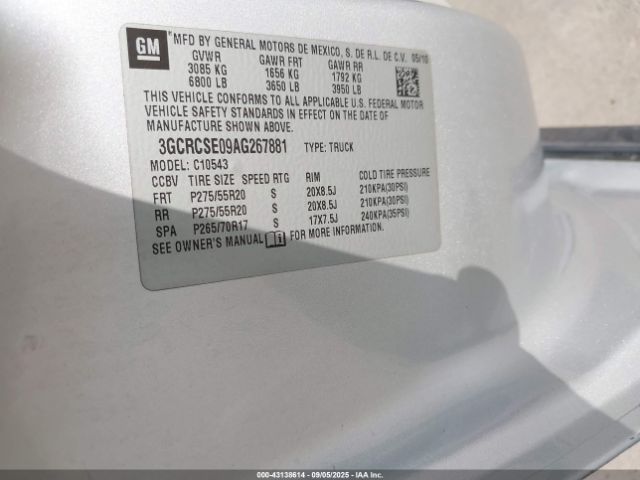 GM
*MFD BY GENERAL MOTORS DE MEXICO, S. DE R.L. DE C.V. 05/10
GVWR GAWR FRT GAWR RR
3085 KG 1656 KG 1792 KG
6800 LB 3650 LB 3950 LB
THIS VEHICLE CONFORMS TO ALL APPLICABLE U.S. FEDERAL MOTOR
VEHICLE SAFETY STANDARDS IN EFFECT ON THE DATE OF
MANUFACTURE SHOWN ABOVE.
3GCRCSE09AG267881 TYPE: TRUCK
MODEL: C10543
CCBV TIRE SIZE SPEED RTG RIM COLD TIRE PRESSURE
FRT P275/55R20 S 20X8.5J 210KPA(30PSI)
RR P275/55R20 S 20X8.5J 210KPA(30PSI)
SPA P265/70R17 S 17X7.5J 240KPA(35PSI)
SEE OWNER'S MANUAL FOR MORE INFORMATION.
000-43138614 - 09/05/2025 - IAA Inc.